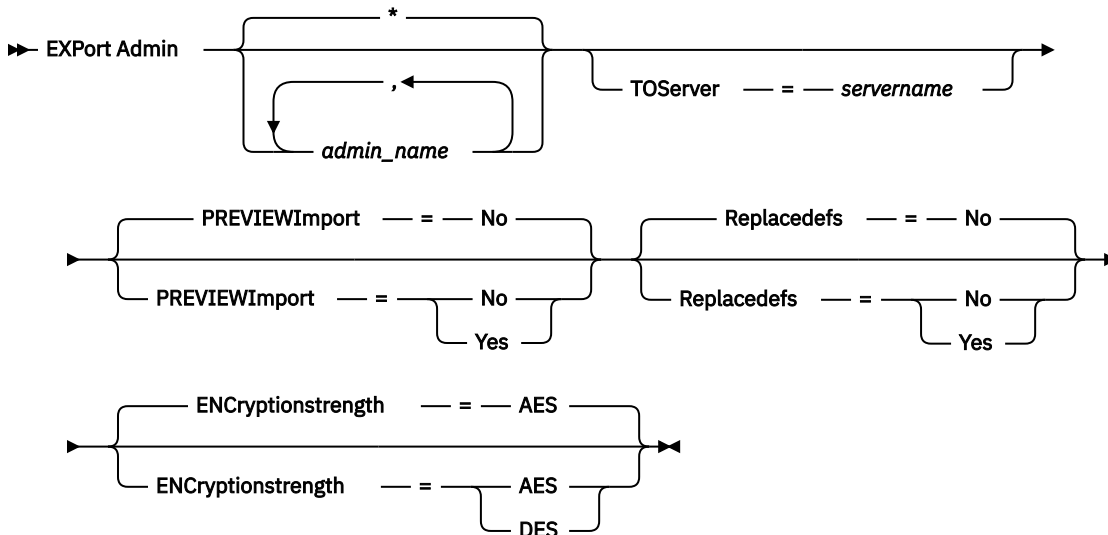 *
EXPort Admin
,
TOServer = servername
admin_name
PREVIEWImport = No Replacedefs = No
PREVIEWImport = No Replacedefs = No
Yes Yes
ENCryptionstrength = AES
ENCryptionstrength = AES
DES